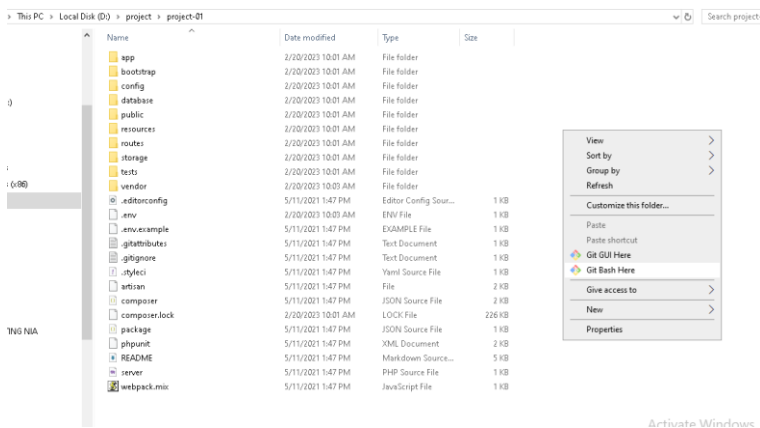 > This PC > Local Disk (D:) > project > project-01 Search project
Name Date modified Type Size
app 2/20/2023 10:01 AM File folder
bootstrap 2/20/2023 10:01 AM File folder
config 2/20/2023 10:01 AM File folder
database 2/20/2023 10:01 AM File folder
public 2/20/2023 10:01 AM File folder
resources 2/20/2023 10:01 AM File folder
routes 2/20/2023 10:01 AM File folder
storage 2/20/2023 10:01 AM File folder
tests 2/20/2023 10:01 AM File folder
vendor 2/20/2023 10:03 AM File folder
(x86) .editorconfig 5/11/2021 1:47 PM Editor Config Sour... 1 KB
.env 2/20/2023 10:03 AM ENV File 1 KB
.env.example 5/11/2021 1:47 PM EXAMPLE File 1 KB
.gitattributes 5/11/2021 1:47 PM Text Document 1 KB
.gitignore 5/11/2021 1:47 PM Text Document 1 KB
.styleci 5/11/2021 1:47 PM Yaml Source File 1 KB
artisan 5/11/2021 1:47 PM File 2 KB
composer 5/11/2021 1:47 PM JSON Source File 2 KB
composer.lock 2/20/2023 10:01 AM LOCK File 226 KB
TING NIA package 5/11/2021 1:47 PM JSON Source File 1 KB
phpunit 5/11/2021 1:47 PM XML Document 2 KB
README 5/11/2021 1:47 PM Markdown Source... 5 KB
server 5/11/2021 1:47 PM PHP Source File 1 KB
webpack.mix 5/11/2021 1:47 PM JavaScript File 1 KB
View
Sort by
Group by
Refresh
Customize this folder...
Paste
Paste shortcut
Git GUI Here
Git Bash Here
Give access to
New
Properties
Activate Windows